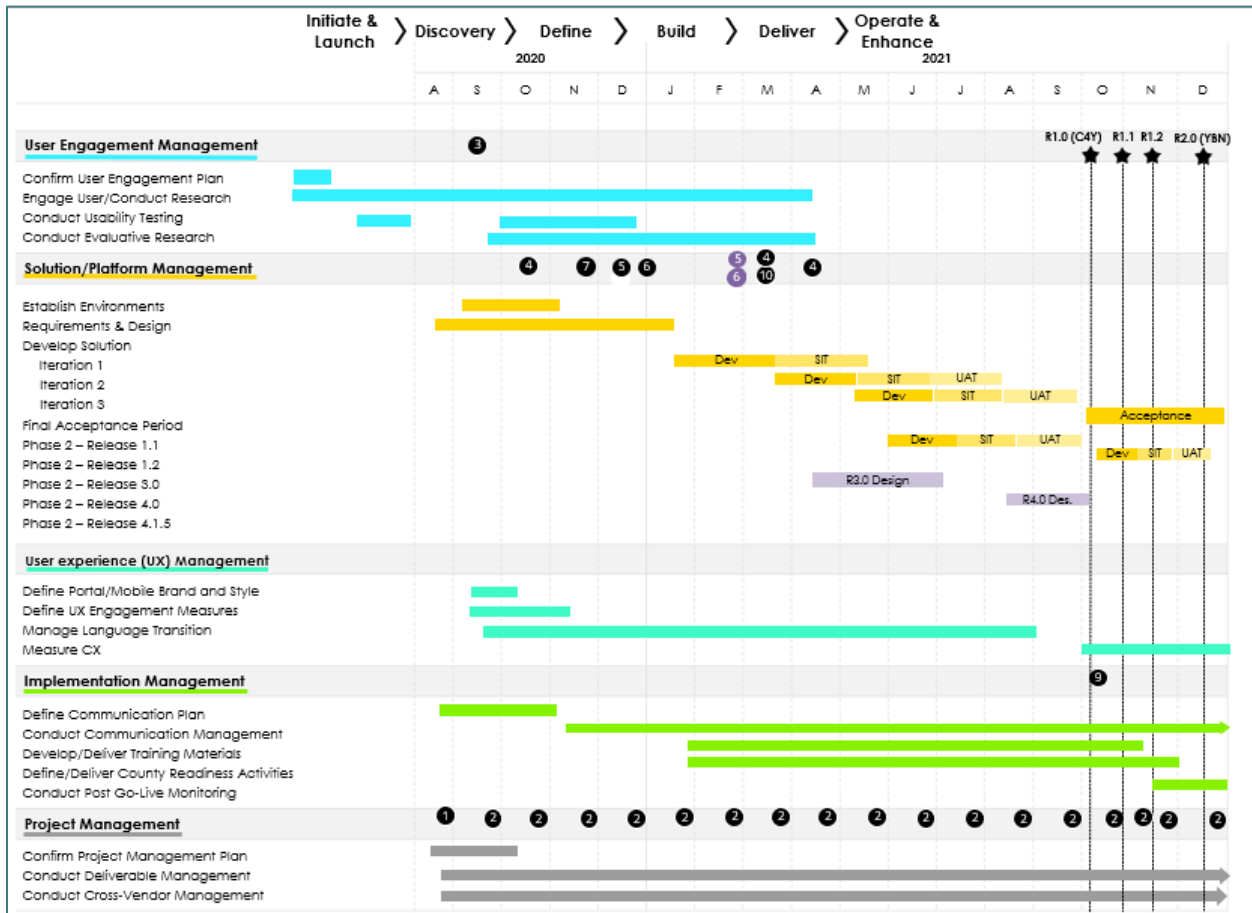 Initiate & Launch Discovery Define Build Deliver Operate & Enhance
2020 2021
A S O N D J F M A M J J A S O N D
R1.0 (C4Y) R1.1 R1.2 R2.0 (YBN)
User Engagement Management 3
Confirm User Engagement Plan
Engage User/Conduct Research
Conduct Usability Testing
Conduct Evaluative Research
Solution/Platform Management 4 7 5 6 5 6 4 10 4
Establish Environments
Requirements & Design
Develop Solution
Iteration 1 Dev SIT
Iteration 2 Dev SIT UAT
Iteration 3 Dev SIT UAT
Final Acceptance Period Acceptance
Phase 2 – Release 1.1 Dev SIT UAT
Phase 2 – Release 1.2 Dev SIT UAT
Phase 2 – Release 3.0 R3.0 Design
Phase 2 – Release 4.0 R4.0 Des.
Phase 2 – Release 4.1.5
User experience (UX) Management
Define Portal/Mobile Brand and Style
Define UX Engagement Measures
Manage Language Transition
Measure CX
Implementation Management 9
Define Communication Plan
Conduct Communication Management
Develop/Deliver Training Materials
Define/Deliver County Readiness Activities
Conduct Post Go-Live Monitoring
Project Management 1 2 2 2 2 2 2 2 2 2 2 2 2 2 2 2 2 2
Confirm Project Management Plan
Conduct Deliverable Management
Conduct Cross-Vendor Management